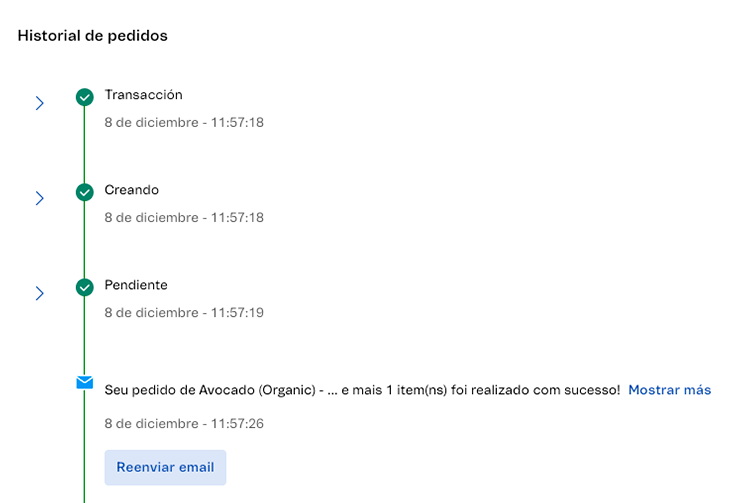 Historial de pedidos
Transacción
8 de diciembre - 11:57:18
Creando
8 de diciembre - 11:57:18
Pendiente
8 de diciembre - 11:57:19
Seu pedido de Avocado (Organic) - ... e mais 1 item(ns) foi realizado com sucesso! Mostrar más
8 de diciembre - 11:57:26
Reenviar email